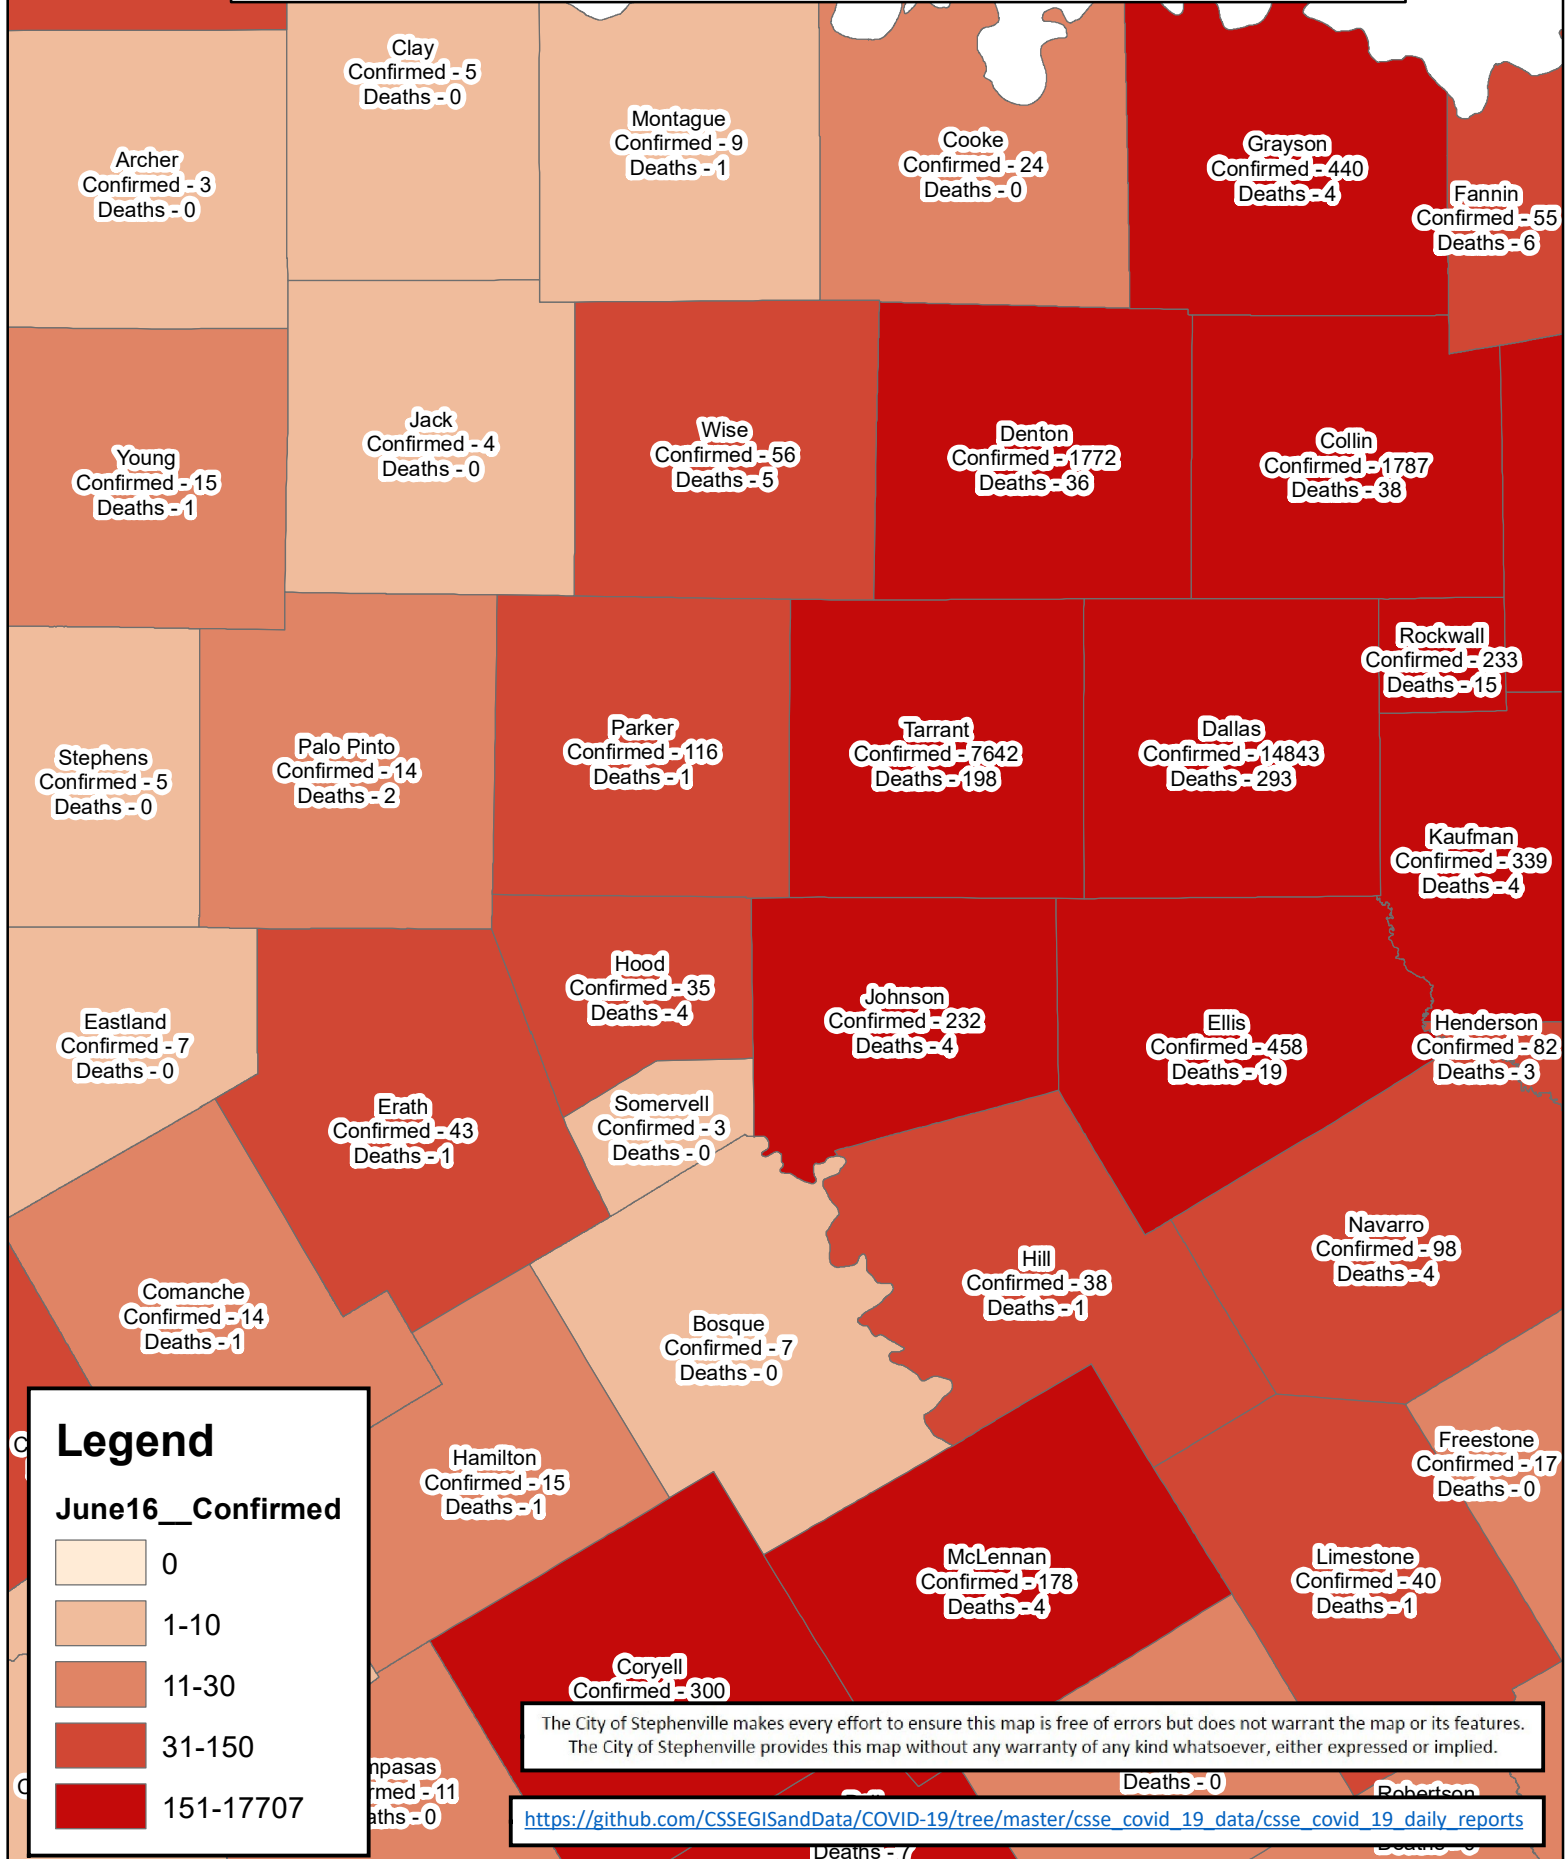 Clay
Confirmed - 5
Deaths - 0
Montague
Confirmed - 9
Deaths - 1
Cooke
Confirmed - 24
Deaths - 0
Grayson
Confirmed - 440
Deaths - 4
Archer
Confirmed - 3
Deaths - 0
Fannin
Confirmed - 55
Deaths - 6
Young
Confirmed - 15
Deaths - 1
Jack
Confirmed - 4
Deaths - 0
Wise
Confirmed - 56
Deaths - 5
Denton
Confirmed - 1772
Deaths - 36
Collin
Confirmed - 1787
Deaths - 38
Rockwall
Confirmed - 233
Deaths - 15
Stephens
Confirmed - 5
Deaths - 0
Palo Pinto
Confirmed - 14
Deaths - 2
Parker
Confirmed - 116
Deaths - 1
Tarrant
Confirmed - 7642
Deaths - 198
Dallas
Confirmed - 14843
Deaths - 293
Kaufman
Confirmed - 339
Deaths - 4
Eastland
Confirmed - 7
Deaths - 0
Hood
Confirmed - 35
Deaths - 4
Johnson
Confirmed - 232
Deaths - 4
Ellis
Confirmed - 458
Deaths - 19
Henderson
Confirmed - 82
Deaths - 3
Erath
Confirmed - 43
Deaths - 1
Somervell
Confirmed - 3
Deaths - 0
Navarro
Confirmed - 98
Deaths - 4
Hill
Confirmed - 38
Deaths - 1
Comanche
Confirmed - 14
Deaths - 1
Bosque
Confirmed - 7
Deaths - 0
Hamilton
Confirmed - 15
Deaths - 1
Freestone
Confirmed - 17
Deaths - 0
McLennan
Confirmed - 178
Deaths - 4
Limestone
Confirmed - 40
Deaths - 1
Coryell
Confirmed - 300
mpasas
rmed - 11
aths - 0
Deaths - 0
Robertson
Deaths - 7
Legend
June16__Confirmed
0
1-10
11-30
31-150
151-17707
The City of Stephenville makes every effort to ensure this map is free of errors but does not warrant the map or its features.
The City of Stephenville provides this map without any warranty of any kind whatsoever, either expressed or implied.
https://github.com/CSSEGISandData/COVID-19/tree/master/csse_covid_19_data/csse_covid_19_daily_reports